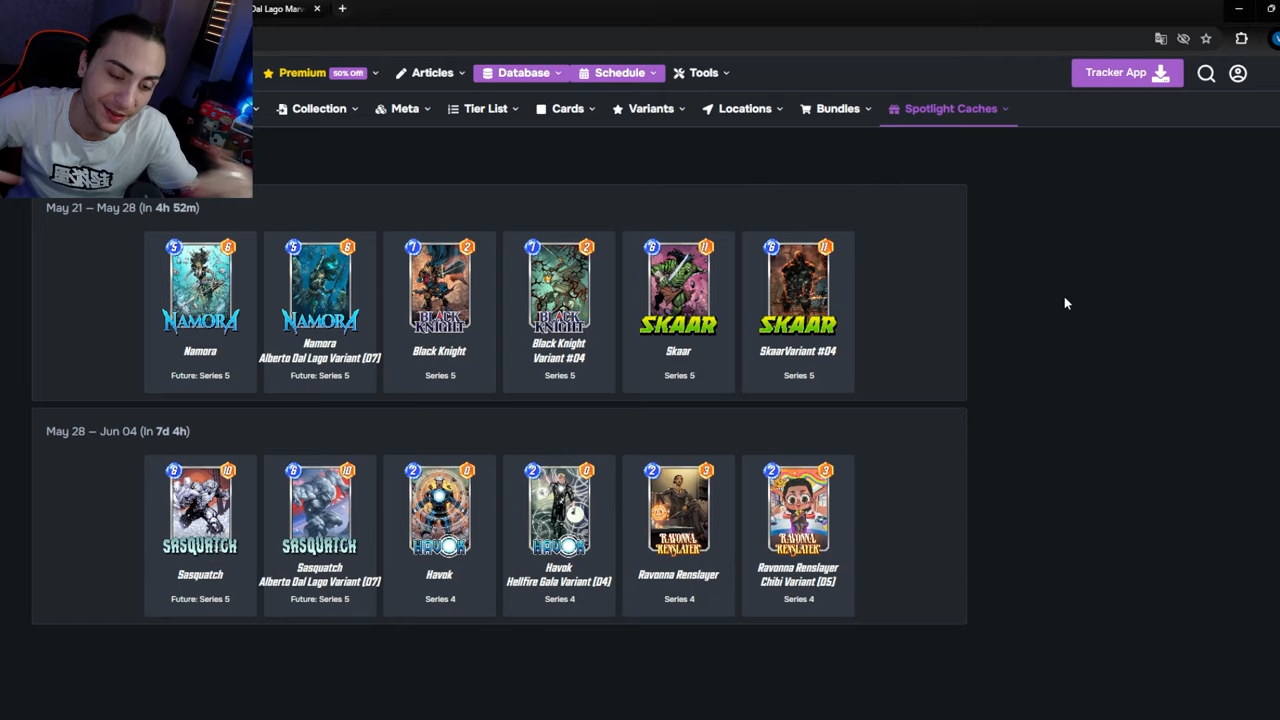 Dal Lago Marv
Premium 50% Off!
Articles
Database
Schedule
Tools
Tracker App
Collection
Meta
Tier List
Cards
Variants
Locations
Bundles
Spotlight Caches
May 21 — May 28 (In 4h 52m)
5 6 5 6 1 2 1 2 6 11 6 11
NAMORA NAMORA BLACK KNIGHT BLACK KNIGHT SKAAR SKAAR
Namora
Future: Series 5
Namora
Alberto Dal Lago Variant (07)
Future: Series 5
Black Knight
Series 5
Black Knight
Variant #04
Series 5
Skaar
Series 5
SkaarVariant #04
Series 5
May 28 — Jun 04 (In 7d 4h)
6 10 6 10 2 0 2 0 2 3 2 3
SASQUATCH SASQUATCH HAVOK HAVOK RAVONNA RENSLAYER RAVONNA RENSLAYER
Sasquatch
Future: Series 5
Sasquatch
Alberto Dal Lago Variant (07)
Future: Series 5
Havok
Series 4
Havok
Hellfire Gala Variant (04)
Series 4
Ravonna Renslayer
Series 4
Ravonna Renslayer
Chibi Variant (05)
Series 4